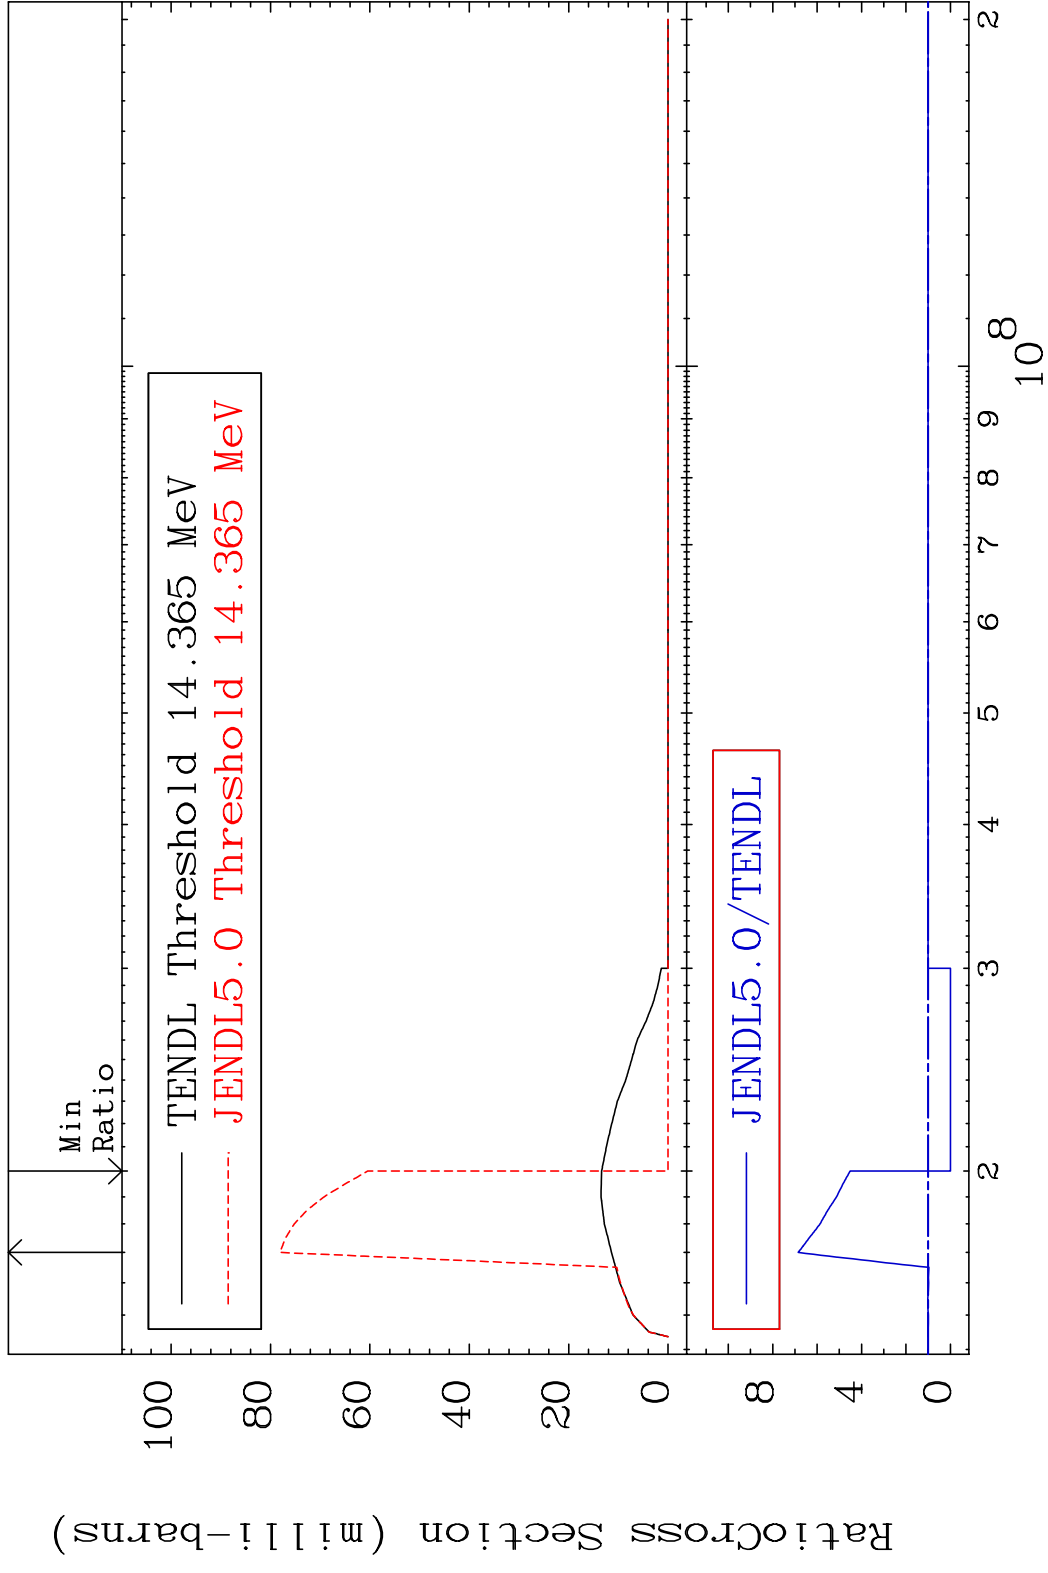 Min
Ratio
TENDL Threshold 14.365 MeV
JENDL5.0 Threshold 14.365 MeV
100
80
60
40
20
0
Cross Section (milli-barns)
JENDL5.0/TENDL
8
4
0
Ratio
2 3 4 5 6 7 8 9 10 8 2